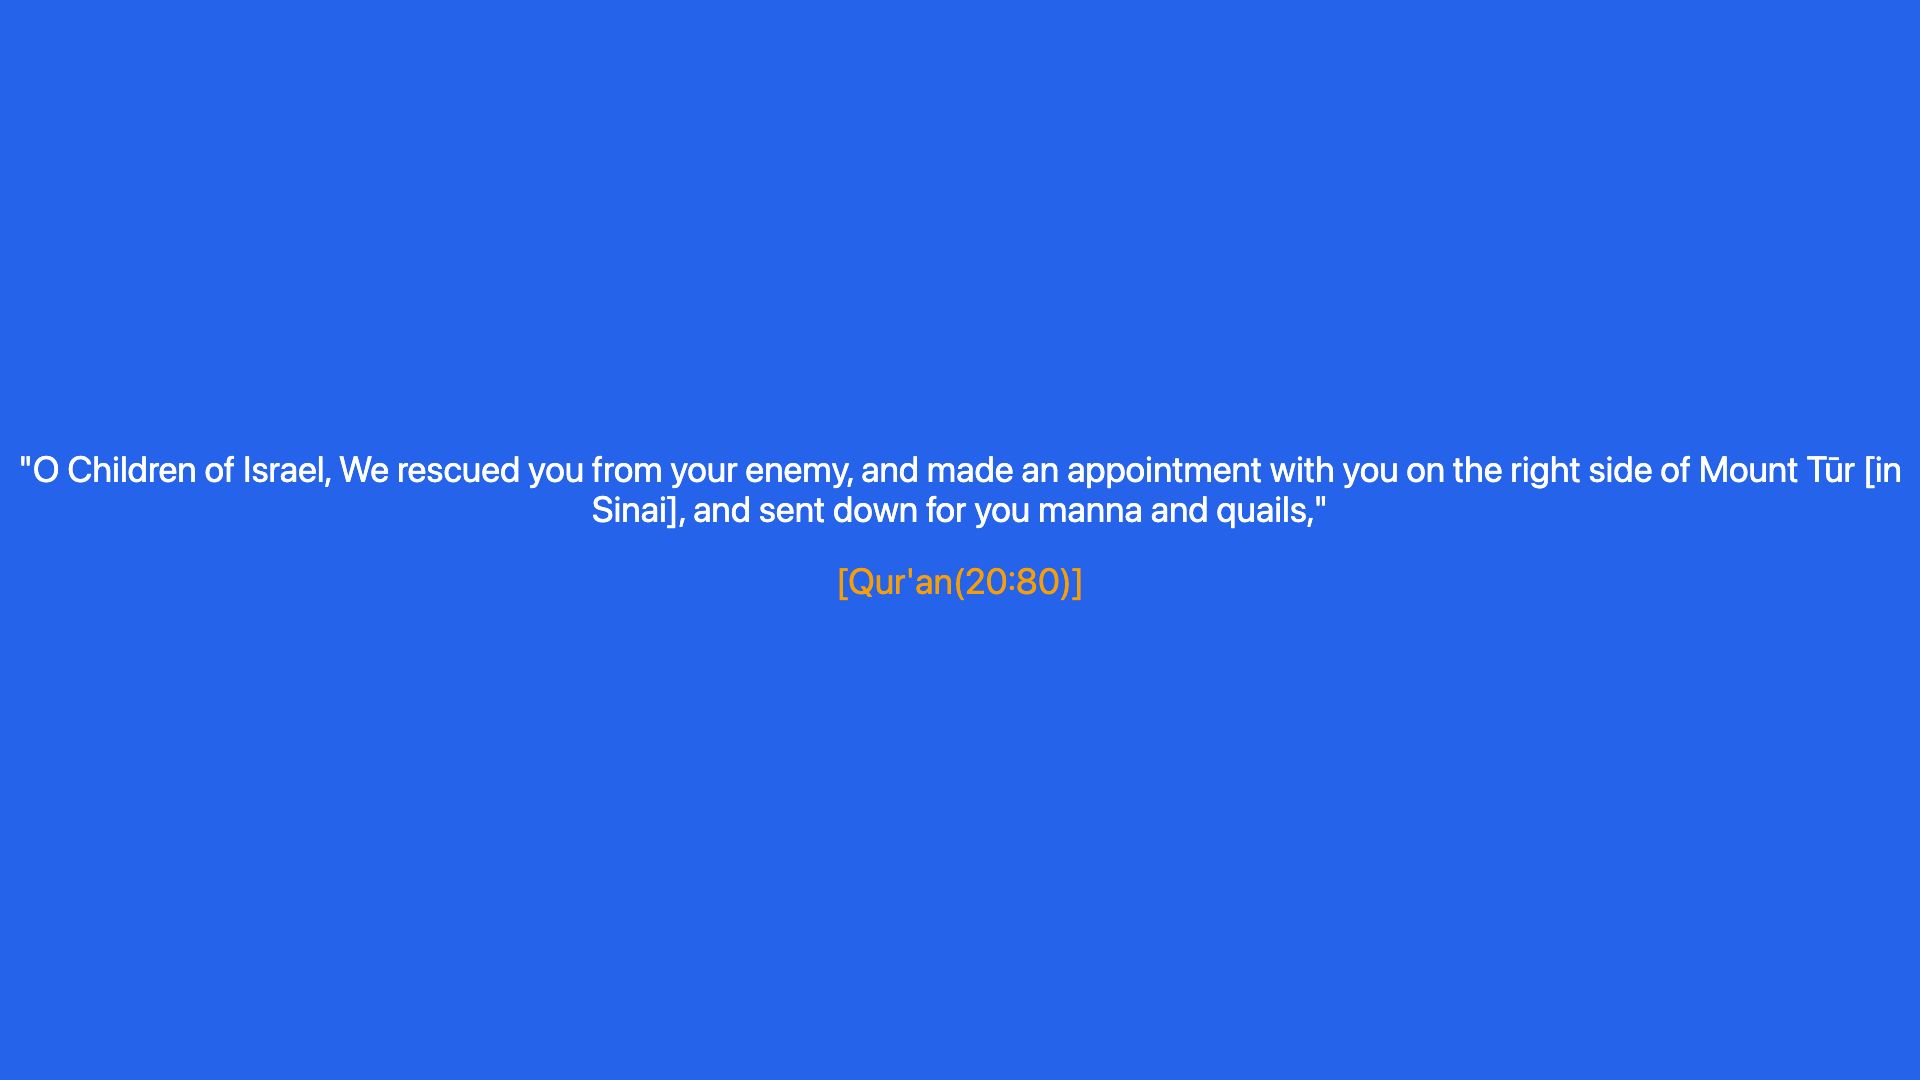 "O Children of Israel, We rescued you from your enemy, and made an appointment with you on the right side of Mount Tūr [in
Sinai], and sent down for you manna and quails,"
[Qur'an(20:80)]